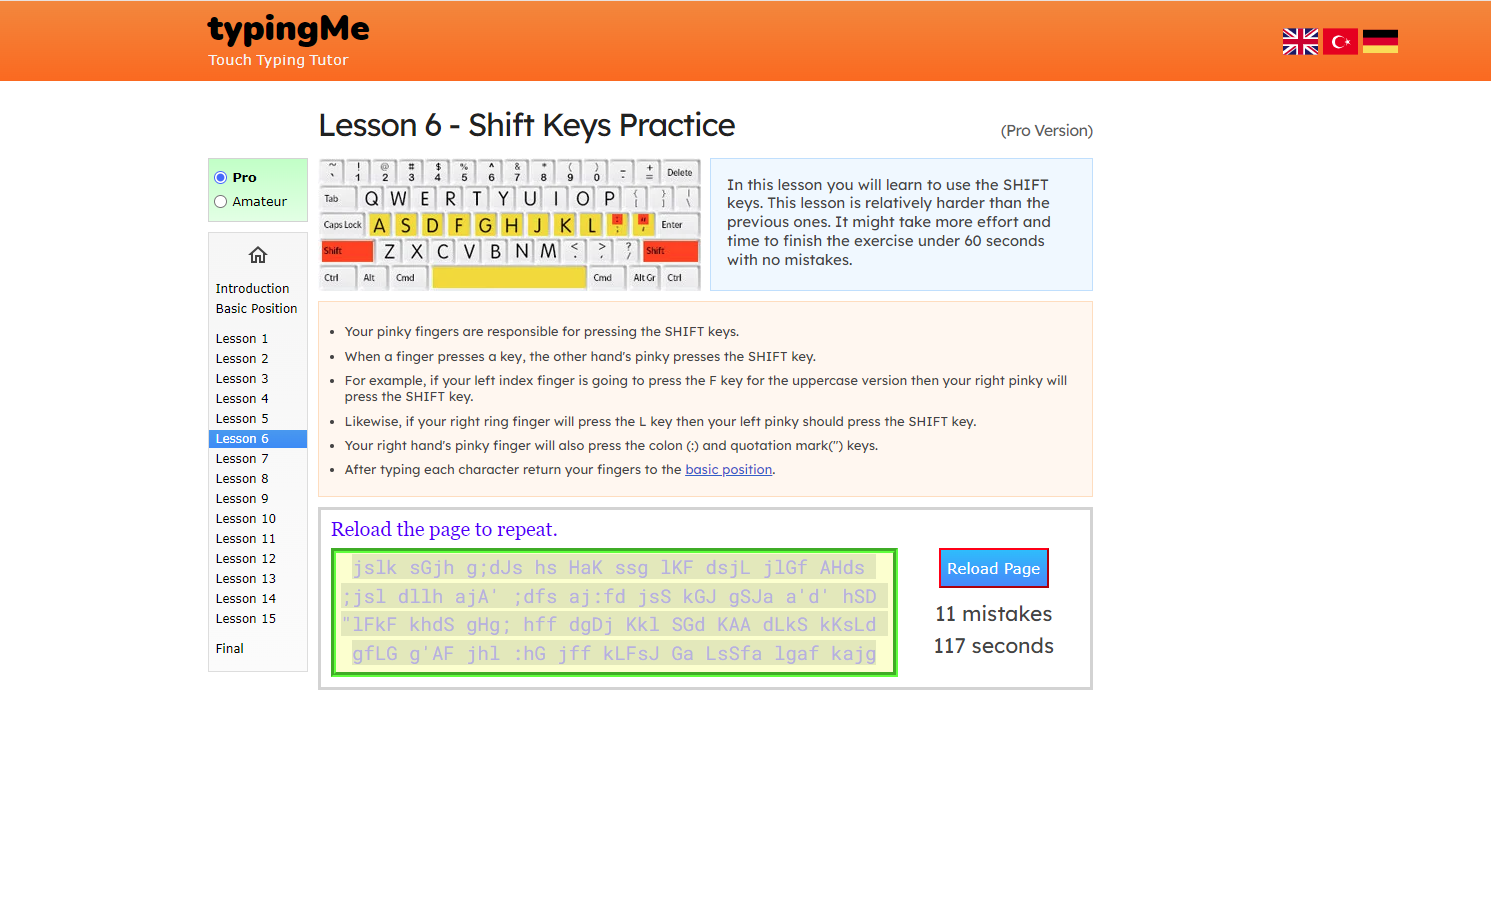 typingMe
Touch Typing Tutor
Lesson 6 - Shift Keys Practice
(Pro Version)
Pro
Amateur
Introduction
Basic Position
Lesson 1
Lesson 2
Lesson 3
Lesson 4
Lesson 5
Lesson 6
Lesson 7
Lesson 8
Lesson 9
Lesson 10
Lesson 11
Lesson 12
Lesson 13
Lesson 14
Lesson 15
Final
~ ! @ # $ % ^ & * ( ) - + Delete
` 1 2 3 4 5 6 7 8 9 0 - =
Tab Q W E R T Y U I O P { } |
[ ] \
Caps Lock A S D F G H J K L : " Enter
; '
Shift Z X C V B N M < > ? Shift
. , /
Ctrl Alt Cmd Cmd Alt Gr Ctrl
In this lesson you will learn to use the SHIFT
keys. This lesson is relatively harder than the
previous ones. It might take more effort and
time to finish the exercise under 60 seconds
with no mistakes.
• Your pinky fingers are responsible for pressing the SHIFT keys.
• When a finger presses a key, the other hand's pinky presses the SHIFT key.
• For example, if your left index finger is going to press the F key for the uppercase version then your right pinky will
press the SHIFT key.
• Likewise, if your right ring finger will press the L key then your left pinky should press the SHIFT key.
• Your right hand's pinky finger will also press the colon (:) and quotation mark(") keys.
• After typing each character return your fingers to the basic position.
Reload the page to repeat.
jslk sGjh g;dJs hs HaK ssg lKF dsjL jlGf AHds
;jsl dllh ajA' ;dfs aj:fd jsS kGJ gSJa a'd' hSD
"lFkF khdS gHg; hff dgDj Kkl SGd KAA dLkS kKsLd
gfLG g'AF jhl :hG jff kLFsJ Ga LsSfa lgaf kajg
Reload Page
11 mistakes
117 seconds